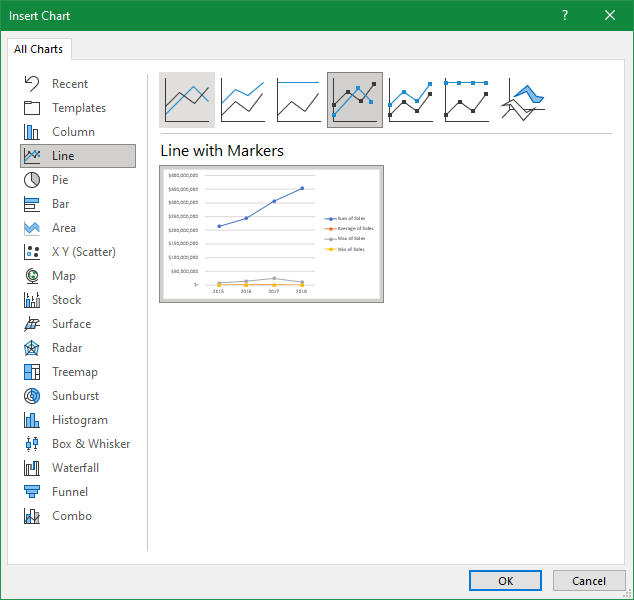 Insert Chart
?
All Charts
Recent
Templates
Column
Line
Pie
Bar
Area
X Y (Scatter)
Map
Stock
Surface
Radar
Treemap
Sunburst
Histogram
Box & Whisker
Waterfall
Funnel
Combo
Line with Markers
$400,000,000
$350,000,000
$300,000,000
$250,000,000
$200,000,000
$150,000,000
$100,000,000
$50,000,000
$-
2015 2016 2017 2018
Sum of Sales
Average of Sales
Max of Sales
Min of Sales
OK
Cancel